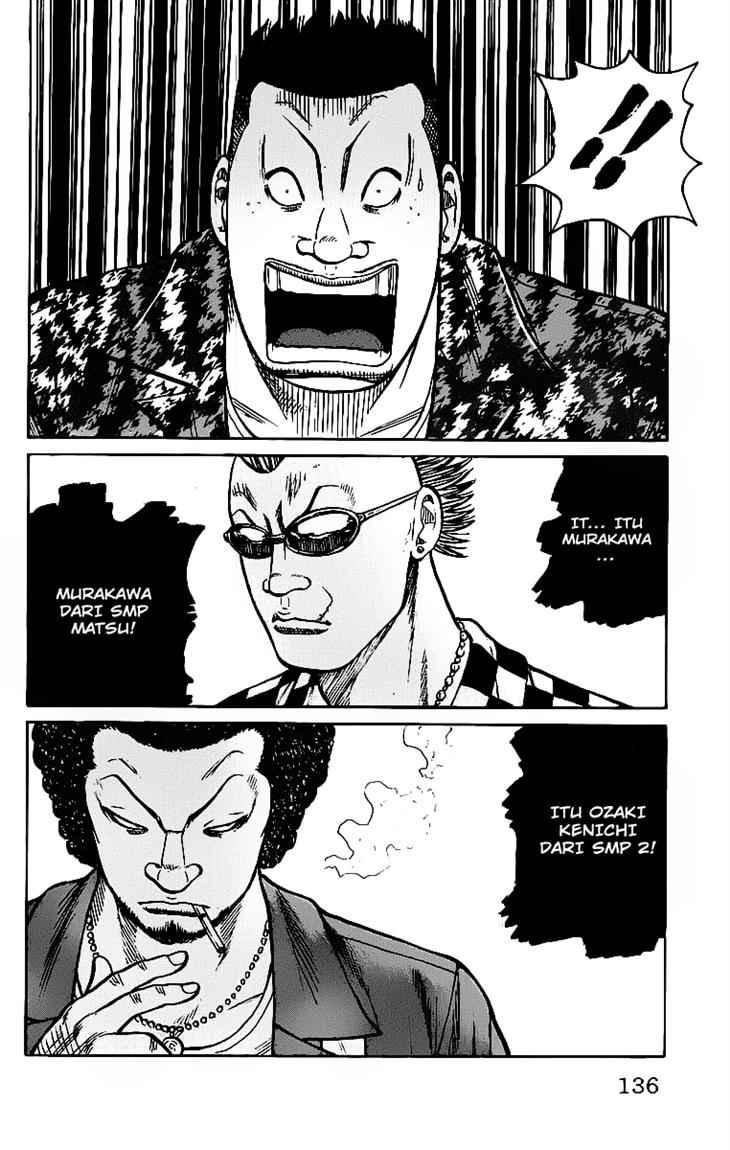 !!
IT... ITU
MURAKAWA
...
MURAKAWA
DARI SMP
MATSU!
ITU OZAKI
KENICHI
DARI SMP 2!
136